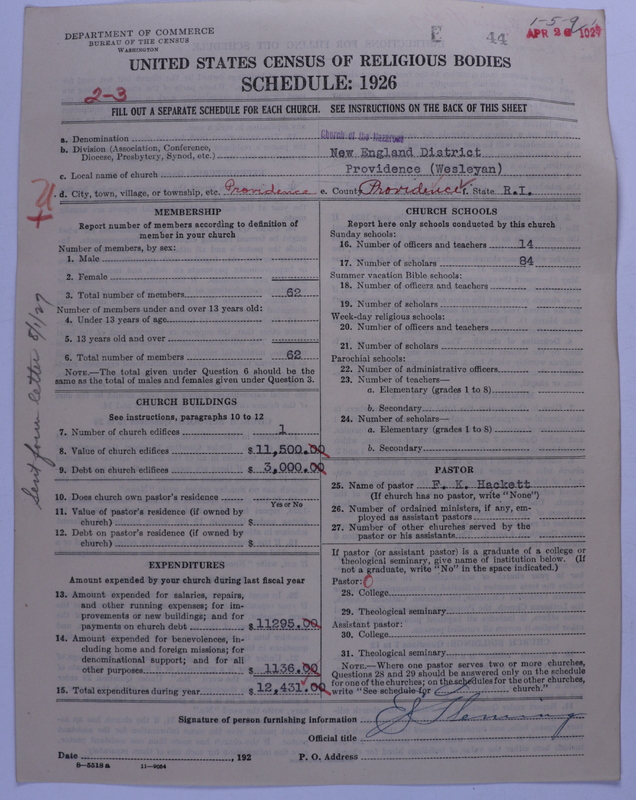 DEPARTMENT OF COMMERCE
BUREAU OF THE CENSUS
WASHINGTON
E 44
1-5-9
APR 26 1927
UNITED STATES CENSUS OF RELIGIOUS BODIES
SCHEDULE: 1926
2-3
FILL OUT A SEPARATE SCHEDULE FOR EACH CHURCH. SEE INSTRUCTIONS ON THE BACK OF THIS SHEET
a. Denomination Church of the Nazarene
b. Division (Association, Conference, Diocese, Presbytery, Synod, etc.) New England District
c. Local name of church Providence (Wesleyan)
d. City, town, village, or township, etc. Providence e. County Providence f. State R.I.
Sent form letter 8/1/27
MEMBERSHIP
Report number of members according to definition of
member in your church
Number of members, by sex:
1. Male
2. Female
3. Total number of members 62
Number of members under and over 13 years old:
4. Under 13 years of age
5. 13 years old and over
6. Total number of members 62
NOTE.—The total given under Question 6 should be
same as the total of males and females given under Question 3.
CHURCH BUILDINGS
See instructions, paragraphs 10 to 12
7. Number of church edifices 1
8. Value of church edifices $11,500.00
9. Debt on church edifices $ 3,000.00
10. Does church own pastor's residence
Yes or No
11. Value of pastor's residence (if owned by
church) $
12. Debt on pastor's residence (if owned by
church) $
EXPENDITURES
Amount expended by your church during last fiscal year
13. Amount expended for salaries, repairs,
and other running expenses; for im-
provements or new buildings; and for
payments on church debt $11295.00
14. Amount expended for benevolences, in-
cluding home and foreign missions; for
denominational support; and for all
other purposes $ 1136.00
15. Total expenditures during year $12,431.00
CHURCH SCHOOLS
Report here only schools conducted by this church
Sunday schools:
16. Number of officers and teachers 14
17. Number of scholars 84
Summer vacation Bible schools:
18. Number of officers and teachers
19. Number of scholars
Week-day religious schools:
20. Number of officers and teachers
21. Number of scholars
Parochial schools:
22. Number of administrative officers
23. Number of teachers—
a. Elementary (grades 1 to 8)
b. Secondary
24. Number of scholars—
a. Elementary (grades 1 to 8)
b. Secondary
PASTOR
25. Name of pastor F. K. Hackett
(If church has no pastor, write "None")
26. Number of ordained ministers, if any, em-
ployed as assistant pastors
27. Number of other churches served by the
pastor or his assistants
If pastor (or assistant pastor) is a graduate of a college or
theological seminary, give name of institution below. (If
not a graduate, write "No" in the space indicated.)
Pastor: 0
28. College
29. Theological seminary
Assistant pastor:
30. College
31. Theological seminary
NOTE.—Where one pastor serves two or more churches,
Questions 28 and 29 should be answered only on the schedule
for one of the churches; on the schedules for the other churches,
write "See schedule for church."
Signature of person furnishing information E J Fleming
Official title
Date , 192 P. O. Address
8—5518 a 11—9084